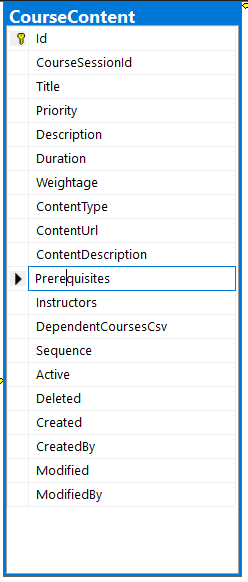 CourseContent
Id
CourseSessionId
Title
Priority
Description
Duration
Weightage
ContentType
ContentUrl
ContentDescription
Prerequisites
Instructors
DependentCoursesCsv
Sequence
Active
Deleted
Created
CreatedBy
Modified
ModifiedBy